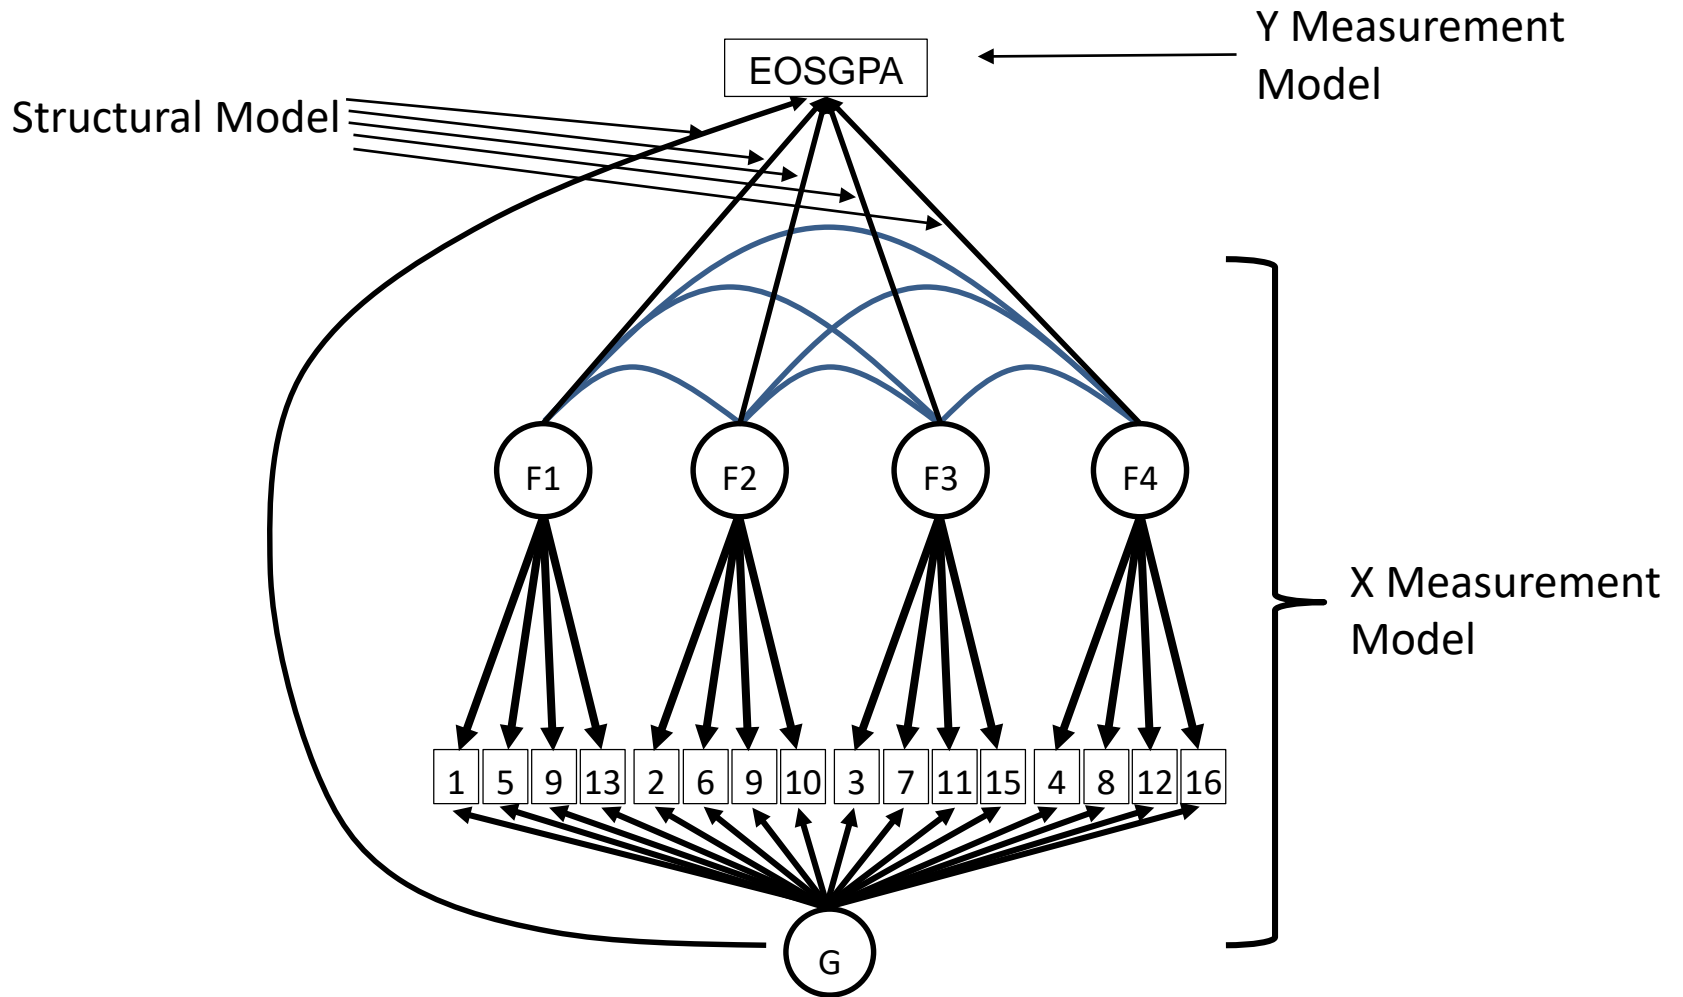 Y Measurement
Model
EOSGPA
Structural Model
F1 F2 F3 F4
X Measurement
Model
1 5 9 13 2 6 9 10 3 7 11 15 4 8 12 16
G